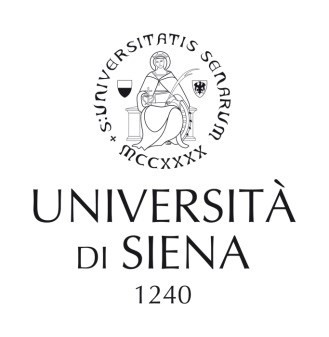 S:UNIVERSITATIS SENARUM
+ MCCXXXX
UNIVERSITÀ
DI SIENA
1240